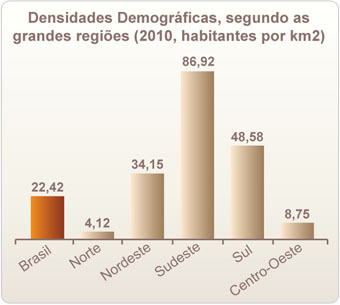 Densidades Demográficas, segundo as
grandes regiões (2010, habitantes por km2)
86,92
48,58
34,15
22,42
8,75
4,12
Brasil
Norte
Nordeste
Sudeste
Sul
Centro-Oeste